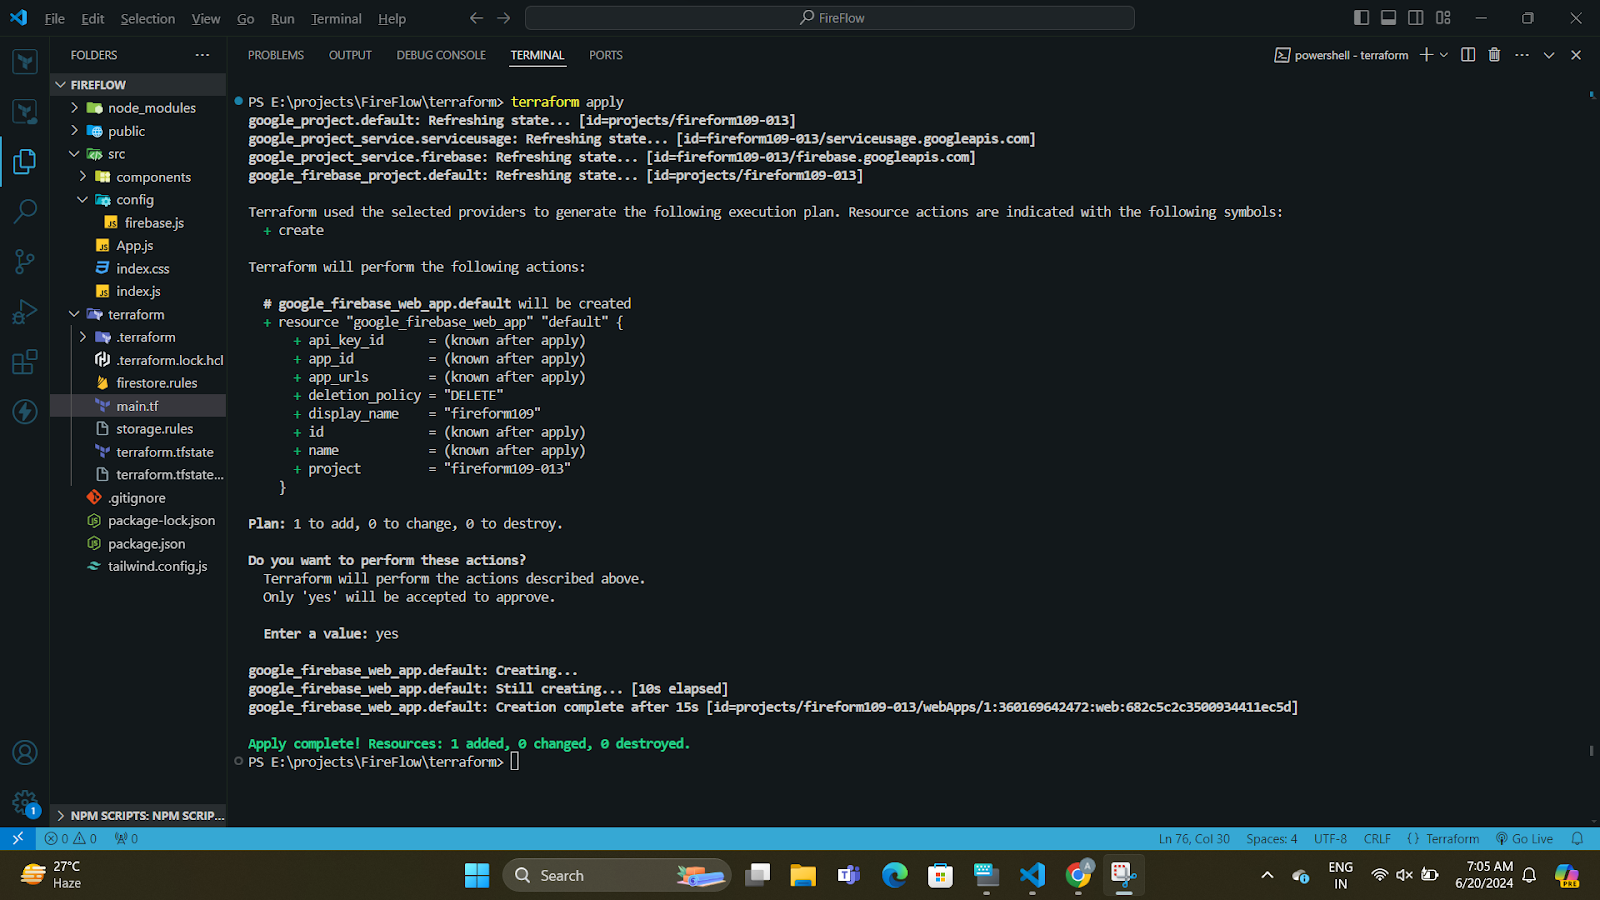 File Edit Selection View Go Run Terminal Help
FireFlow
FOLDERS
PROBLEMS OUTPUT DEBUG CONSOLE TERMINAL PORTS
powershell - terraform
FIREFLOW
node_modules
public
src
components
config
firebase.js
App.js
index.css
index.js
terraform
.terraform
.terraform.lock.hcl
firestore.rules
main.tf
storage.rules
terraform.tfstate
terraform.tfstate...
.gitignore
package-lock.json
package.json
tailwind.config.js
NPM SCRIPTS: NPM SCRIP...
PS E:\projects\FireFlow\terraform> terraform apply
google_project.default: Refreshing state... [id=projects/fireform109-013]
google_project_service.serviceusage: Refreshing state... [id=fireform109-013/serviceusage.googleapis.com]
google_project_service.firebase: Refreshing state... [id=fireform109-013/firebase.googleapis.com]
google_firebase_project.default: Refreshing state... [id=projects/fireform109-013]
Terraform used the selected providers to generate the following execution plan. Resource actions are indicated with the following symbols:
+ create
Terraform will perform the following actions:
# google_firebase_web_app.default will be created
+ resource "google_firebase_web_app" "default" {
+ api_key_id = (known after apply)
+ app_id = (known after apply)
+ app_urls = (known after apply)
+ deletion_policy = "DELETE"
+ display_name = "fireform109"
+ id = (known after apply)
+ name = (known after apply)
+ project = "fireform109-013"
}
Plan: 1 to add, 0 to change, 0 to destroy.
Do you want to perform these actions?
Terraform will perform the actions described above.
Only 'yes' will be accepted to approve.
Enter a value: yes
google_firebase_web_app.default: Creating...
google_firebase_web_app.default: Still creating... [10s elapsed]
google_firebase_web_app.default: Creation complete after 15s [id=projects/fireform109-013/webApps/1:360169642472:web:682c5c2c3500934411ec5d]
Apply complete! Resources: 1 added, 0 changed, 0 destroyed.
PS E:\projects\FireFlow\terraform>
1
0 0 0
Ln 76, Col 30 Spaces: 4 UTF-8 CRLF {} Terraform Go Live
27°C
Haze
Search
A
ENG
IN
7:05 AM
6/20/2024
PRE